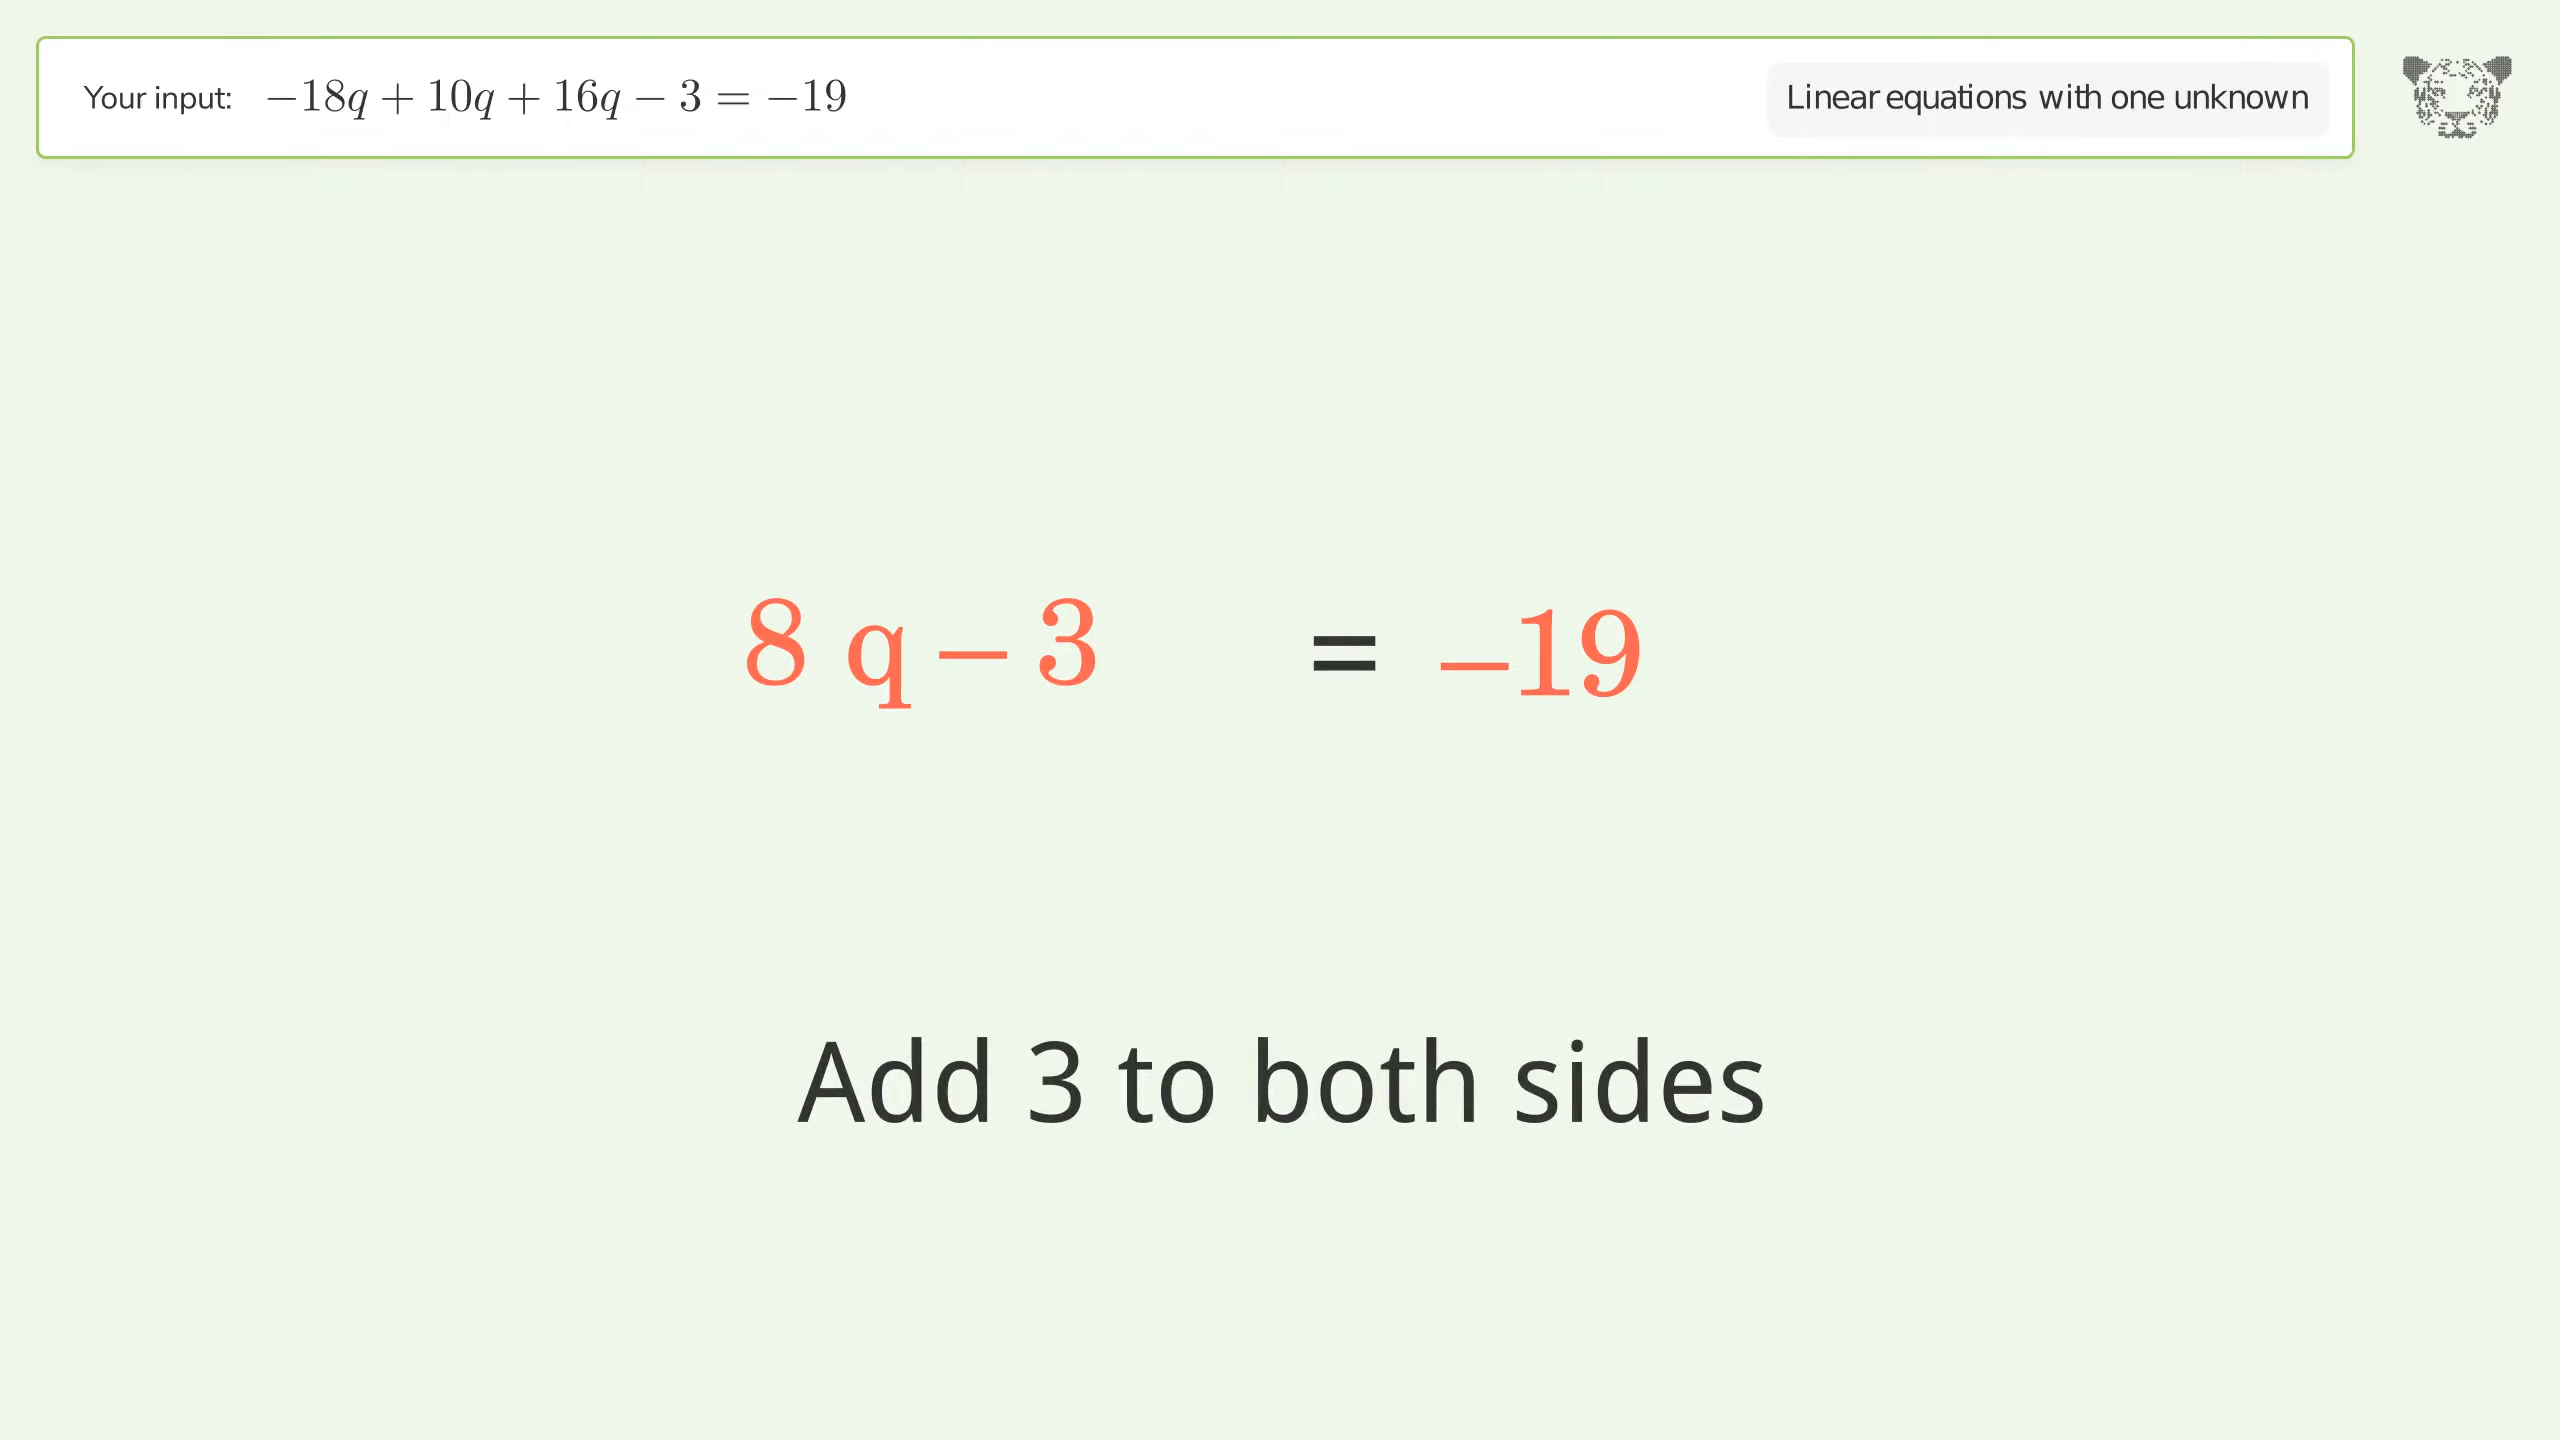 Your input: −18q + 10q + 16q − 3 = −19
Linear equations with one unknown
8 q − 3 = −19
Add 3 to both sides